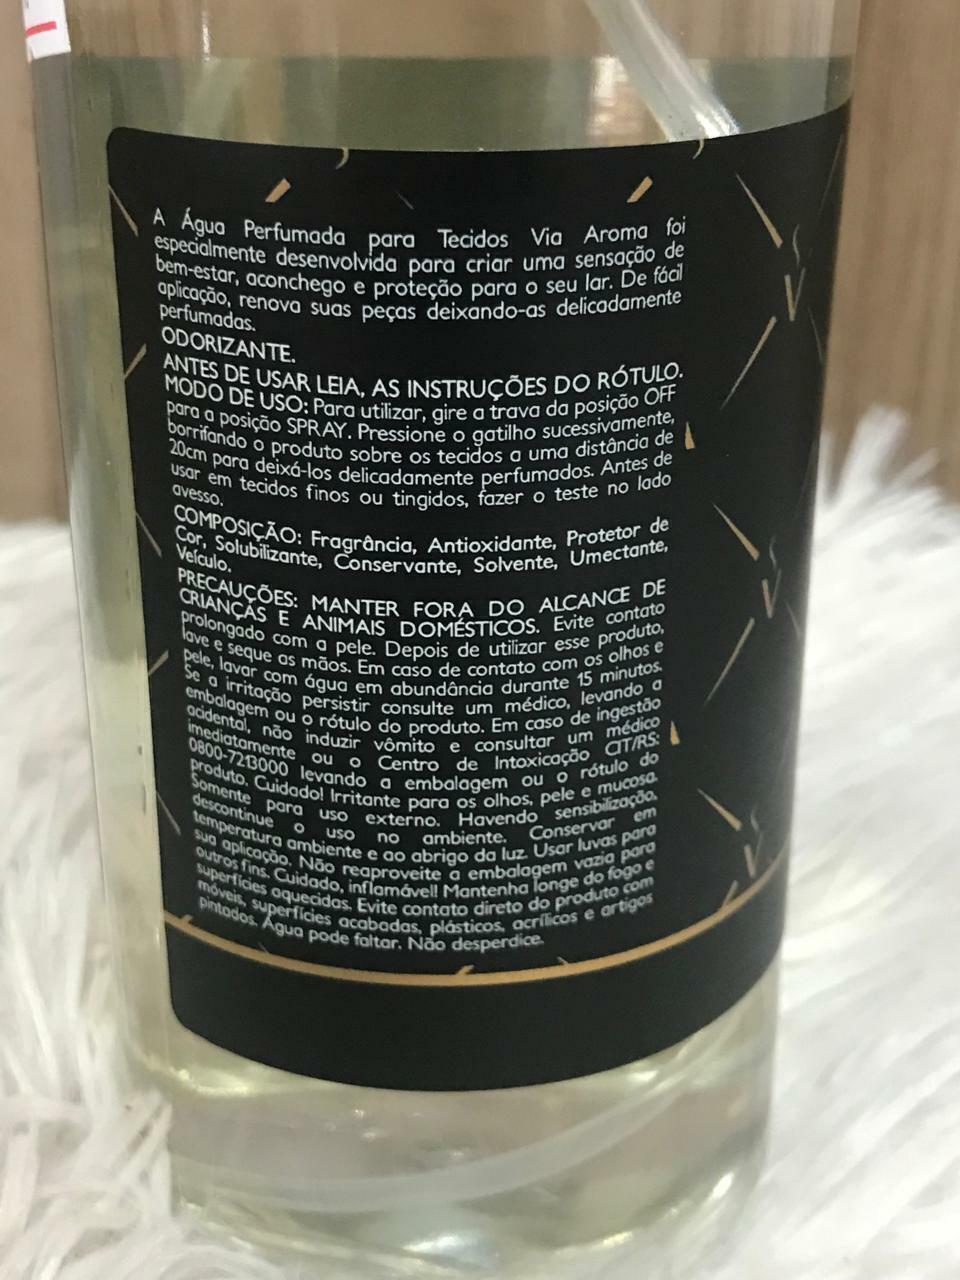 A Água Perfumada para Tecidos Via Aroma foi
especialmente desenvolvida para criar uma sensação de
bem-estar, aconchego e proteção para o seu lar. De fácil
aplicação, renova suas peças deixando-as delicadamente
perfumadas.
ODORIZANTE.
ANTES DE USAR LEIA, AS INSTRUÇÕES DO RÓTULO.
MODO DE USO: Para utilizar, gire a trava da posição OFF
para a posição SPRAY. Pressione o gatilho sucessivamente,
borrifando o produto sobre os tecidos a uma distância de
20cm para deixá-los delicadamente perfumados. Antes de
usar em tecidos finos ou tingidos, fazer o teste no lado
avesso.
COMPOSIÇÃO: Fragrância, Antioxidante, Protetor de
Cor, Solubilizante, Conservante, Solvente, Umectante,
Veículo.
PRECAUÇÕES: MANTER FORA DO ALCANCE DE
CRIANÇAS E ANIMAIS DOMÉSTICOS. Evite contato
prolongado com a pele. Depois de utilizar esse produto,
lave e seque as mãos. Em caso de contato com os olhos e
pele, lavar com água em abundância durante 15 minutos.
Se a irritação persistir consulte um médico, levando a
embalagem ou o rótulo do produto. Em caso de ingestão
acidental, não induzir vômito e consultar um médico
imediatamente ou o Centro de Intoxicação CIT/RS:
0800-7213000 levando a embalagem ou o rótulo do
produto. Cuidado! Irritante para os olhos, pele e mucosa.
Somente para uso externo. Havendo sensibilização,
descontinue o uso no ambiente. Conservar em
temperatura ambiente e ao abrigo da luz. Usar luvas para
sua aplicação. Não reaproveite a embalagem vazia para
outros fins. Cuidado, inflamável! Mantenha longe do fogo e
superfícies aquecidas. Evite contato direto do produto com
móveis, superfícies acabadas, plásticos, acrílicos e artigos
pintados. Água pode faltar. Não desperdice.